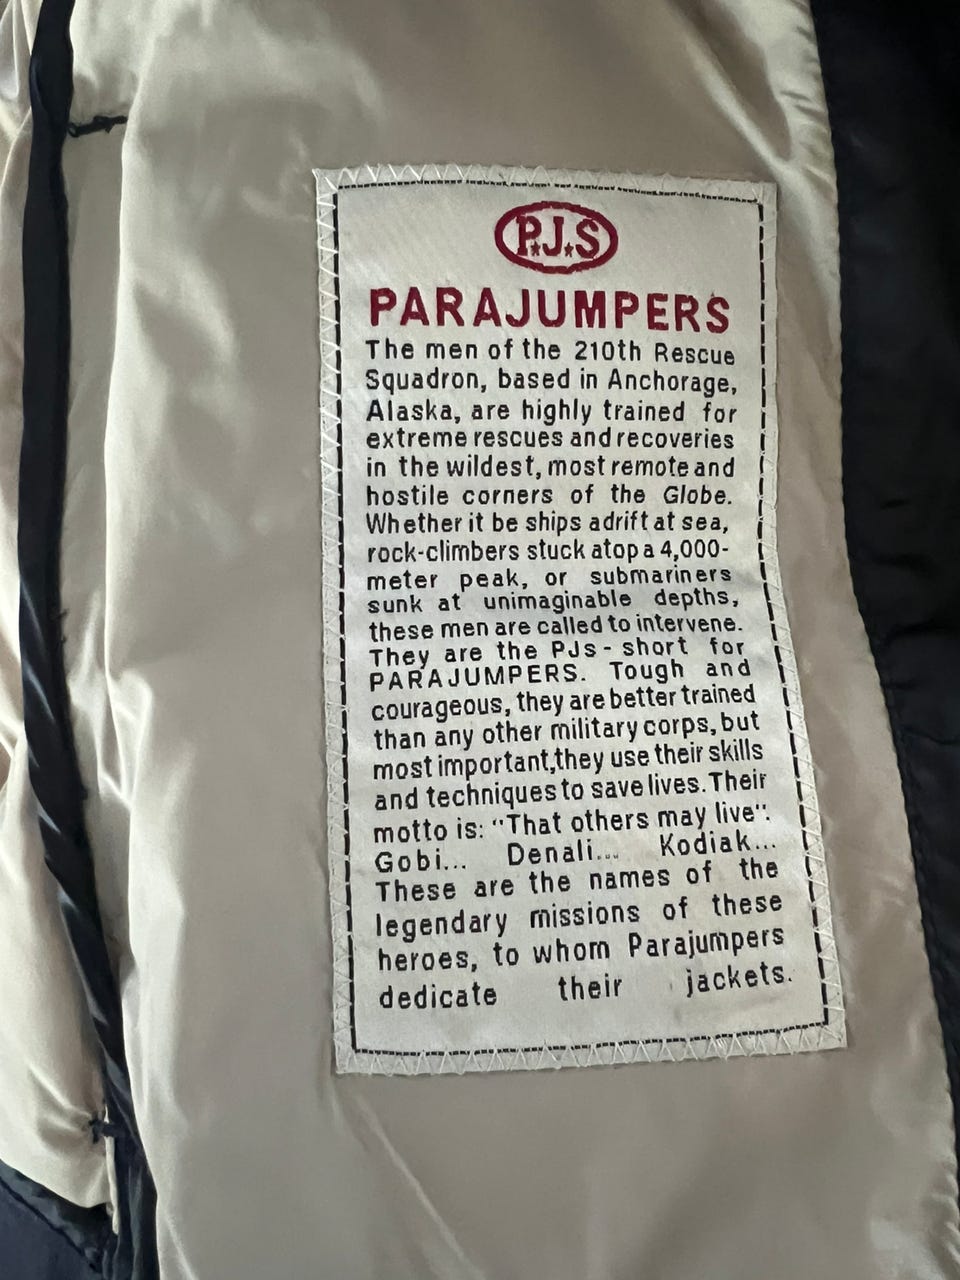 P.J.S
PARAJUMPERS
The men of the 210th Rescue
Squadron, based in Anchorage,
Alaska, are highly trained for
extreme rescues and recoveries
in the wildest, most remote and
hostile corners of the Globe.
Whether it be ships adrift at sea,
rock-climbers stuck atop a 4,000-
meter peak, or submariners
sunk at unimaginable depths,
these men are called to intervene.
They are the PJs - short for
PARAJUMPERS. Tough and
courageous, they are better trained
than any other military corps, but
most important,they use their skills
and techniques to save lives. Their
motto is: "That others may live".
Gobi... Denali... Kodiak...
These are the names of the
legendary missions of these
heroes, to whom Parajumpers
dedicate their jackets.